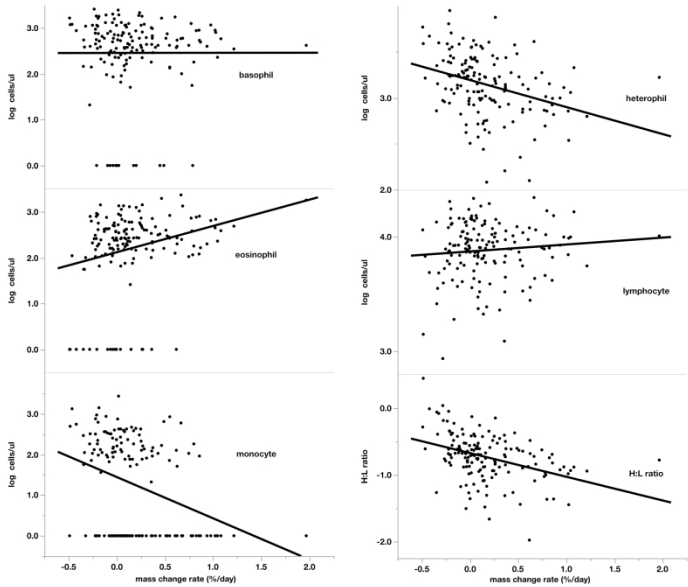 3.0
2.0
1.0
0.0
log cells/ul
basophil
3.0
2.0
1.0
0.0
log cells/ul
eosinophil
3.0
2.0
1.0
0.0
log cells/ul
monocyte
-0.5 0.0 0.5 1.0 1.5 2.0
mass change rate (%/day)
3.0
2.0
log cells/ul
heterophil
4.0
3.0
log cells/ul
lymphocyte
0.0
-1.0
-2.0
H:L ratio
H:L ratio
-0.5 0.0 0.5 1.0 1.5 2.0
mass change rate (%/day)